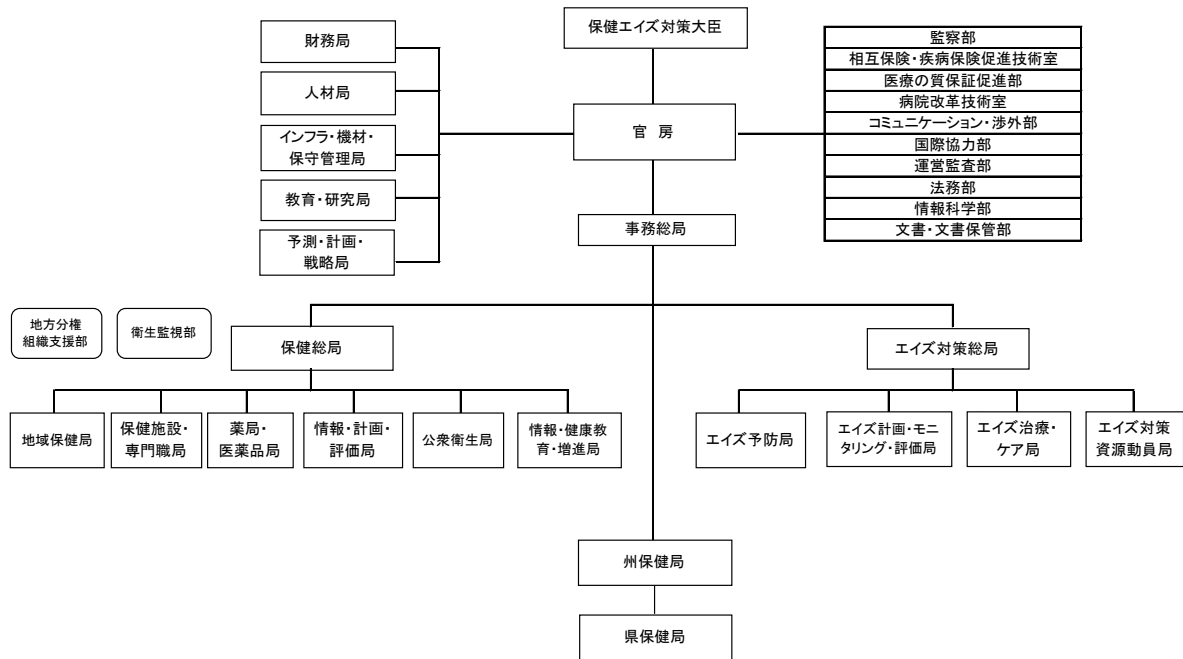 保健エイズ対策大臣
財務局
人材局
インフラ・機材・
保守管理局
教育・研究局
予測・計画・
戦略局
官 房
監察部
相互保険・疾病保険促進技術室
医療の質保証促進部
病院改革技術室
コミュニケーション・渉外部
国際協力部
運営監査部
法務部
情報科学部
文書・文書保管部
事務総局
地方分権
組織支援部
衛生監視部
保健総局
エイズ対策総局
地域保健局
保健施設・
専門職局
薬局・
医薬品局
情報・計画・
評価局
公衆衛生局
情報・健康教
育・増進局
エイズ予防局
エイズ計画・モニ
タリング・評価局
エイズ治療・
ケア局
エイズ対策
資源動員局
州保健局
県保健局